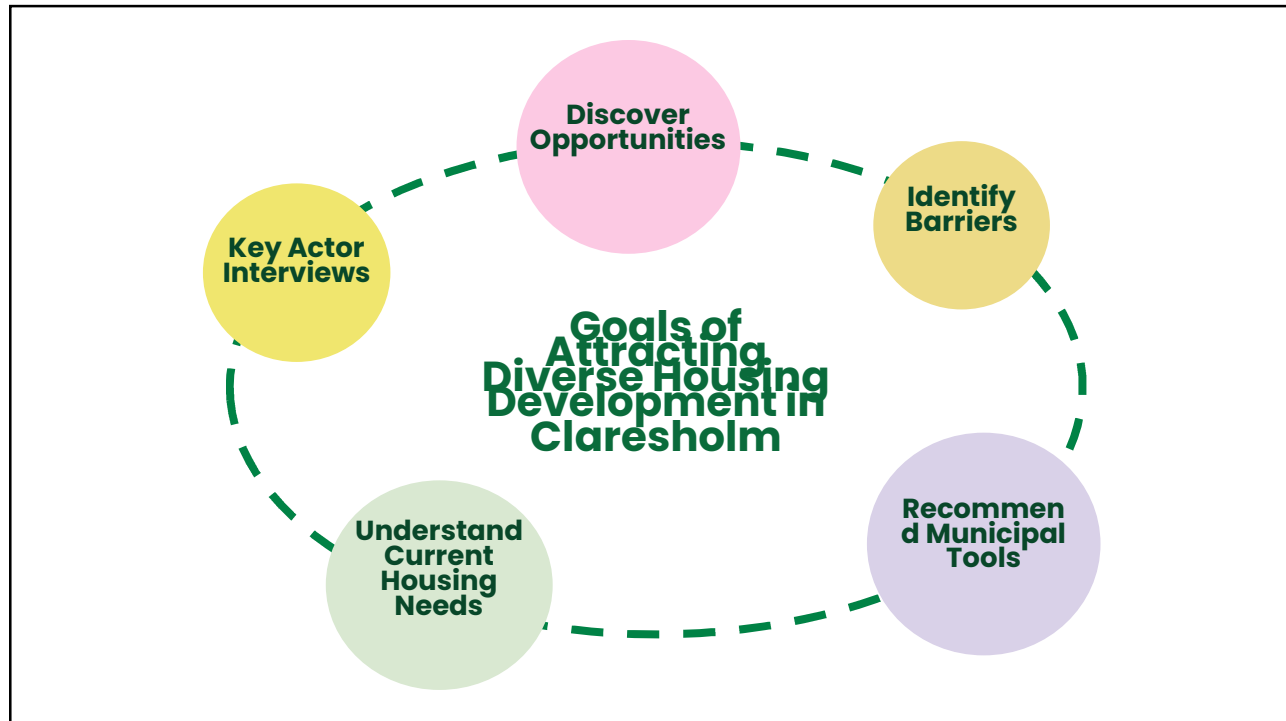 Discover
Opportunities
Identify
Barriers
Key Actor
Interviews
Goals of
Attracting
Diverse Housing
Development in
Claresholm
Recommen
d Municipal
Tools
Understand
Current
Housing
Needs